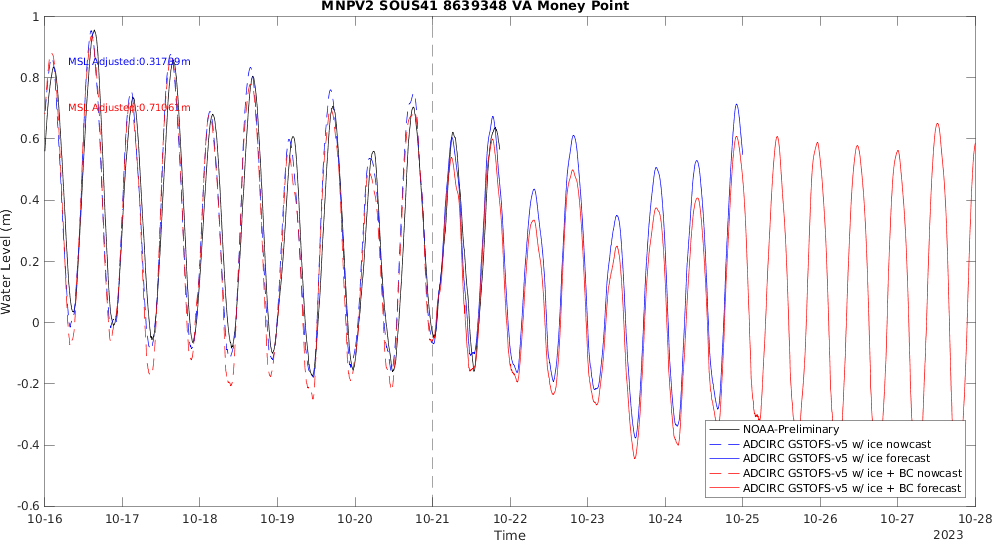 MNPV2 SOUS41 8639348 VA Money Point
1
0.8
0.6
0.4
0.2
0
-0.2
-0.4
-0.6
Water Level (m)
MSL Adjusted:0.31739m
MSL Adjusted:0.71061m
NOAA-Preliminary
ADCIRC GSTOFS-v5 w/ ice nowcast
ADCIRC GSTOFS-v5 w/ ice forecast
ADCIRC GSTOFS-v5 w/ ice + BC nowcast
ADCIRC GSTOFS-v5 w/ ice + BC forecast
10-16 10-17 10-18 10-19 10-20 10-21 10-22 10-23 10-24 10-25 10-26 10-27 10-28
Time
2023